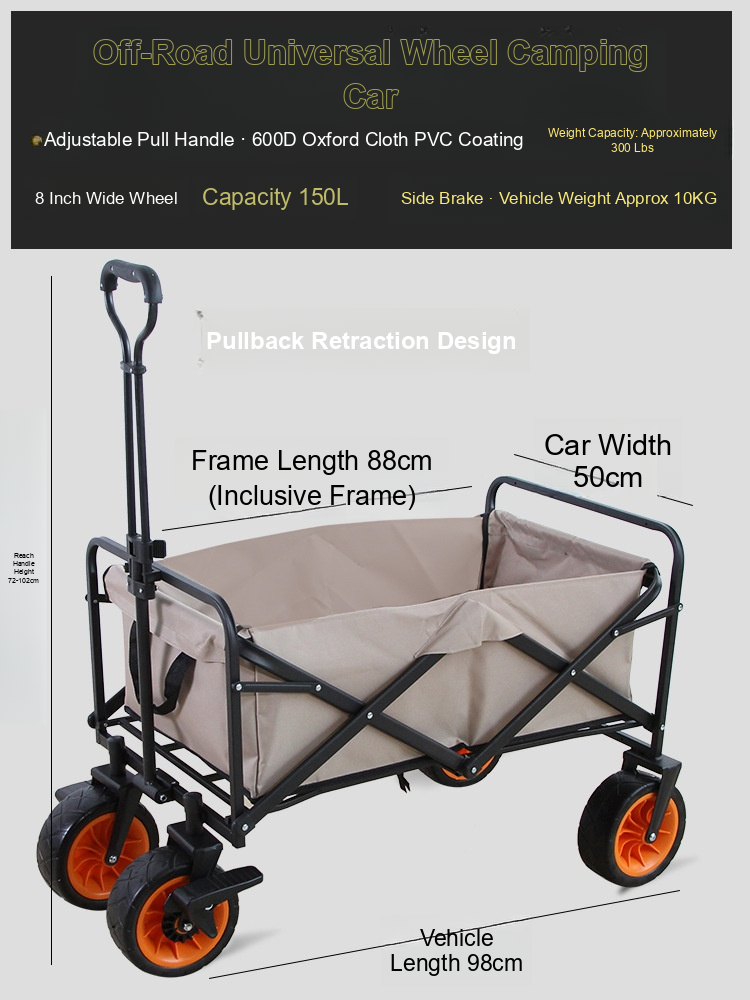 Off-Road Universal Wheel Camping
Car
Adjustable Pull Handle · 600D Oxford Cloth PVC Coating
Weight Capacity: Approximately
300 Lbs
8 Inch Wide Wheel
Capacity 150L
Side Brake · Vehicle Weight Approx 10KG
Pullback Retraction Design
Frame Length 88cm
(Inclusive Frame)
Car Width
50cm
Reach
Handle
Height
72-102cm
Vehicle
Length 98cm